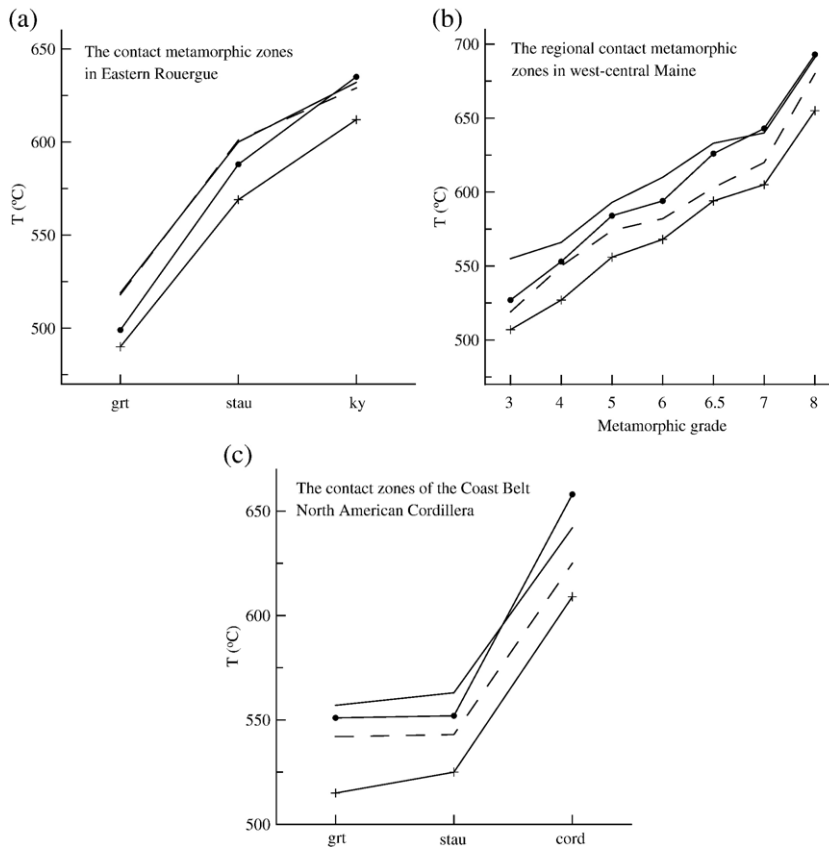 (a)
The contact metamorphic zones
in Eastern Rouergue
T (ºC)
650
600
550
500
grt stau ky
(b)
The regional contact metamorphic
zones in west-central Maine
T (ºC)
700
650
600
550
500
3 4 5 6 6.5 7 8
Metamorphic grade
(c)
The contact zones of the Coast Belt
North American Cordillera
T (ºC)
650
600
550
500
grt stau cord